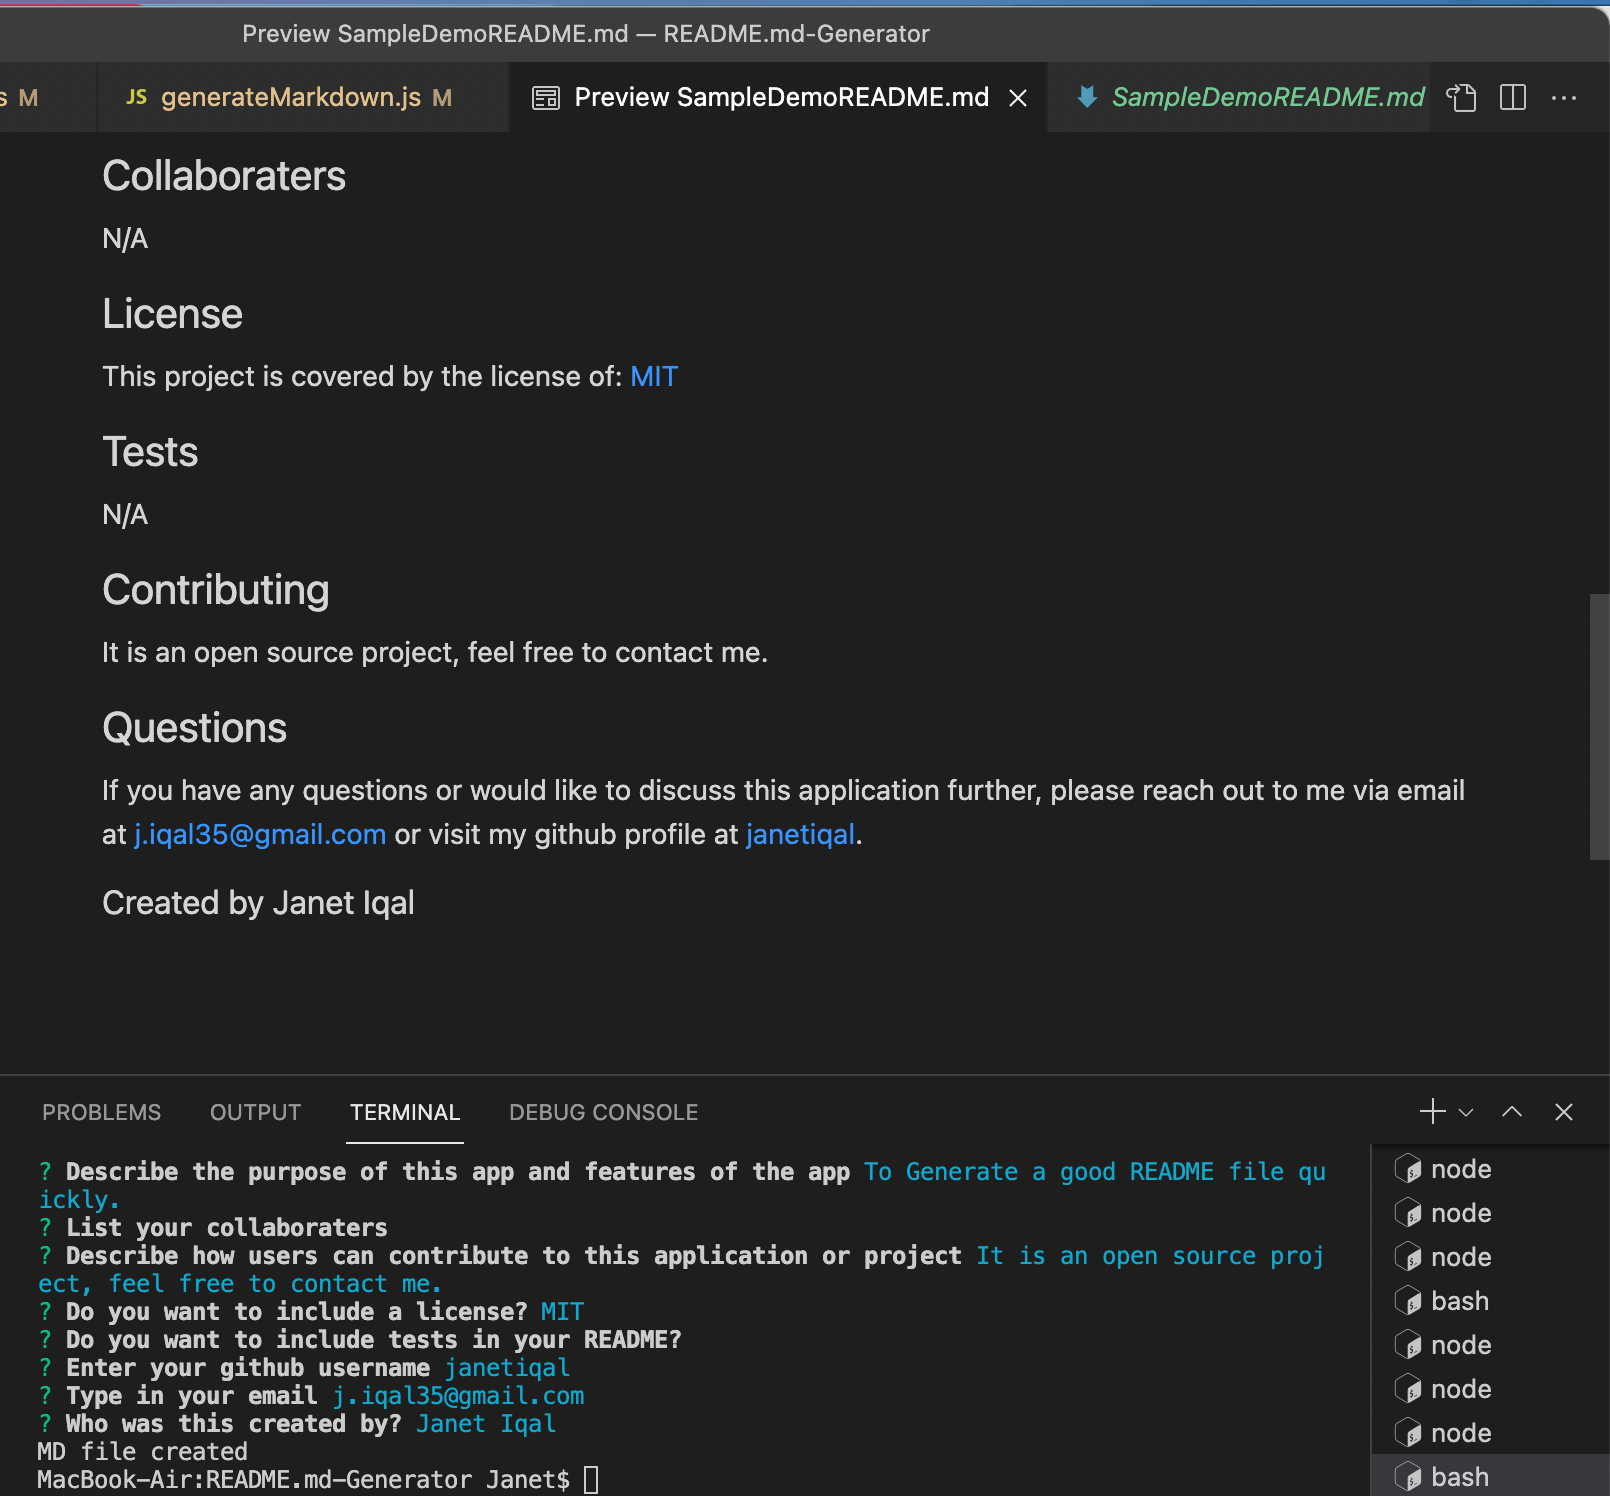 Preview SampleDemoREADME.md — README.md-Generator
s M
JS generateMarkdown.js M
Preview SampleDemoREADME.md
SampleDemoREADME.md
Collaboraters
N/A
License
This project is covered by the license of: MIT
Tests
N/A
Contributing
It is an open source project, feel free to contact me.
Questions
If you have any questions or would like to discuss this application further, please reach out to me via email
at j.iqal35@gmail.com or visit my github profile at janetiqal.
Created by Janet Iqal
PROBLEMS OUTPUT TERMINAL DEBUG CONSOLE
? Describe the purpose of this app and features of the app To Generate a good README file qu
ickly.
? List your collaboraters
? Describe how users can contribute to this application or project It is an open source proj
ect, feel free to contact me.
? Do you want to include a license? MIT
? Do you want to include tests in your README?
? Enter your github username janetiqal
? Type in your email j.iqal35@gmail.com
? Who was this created by? Janet Iqal
MD file created
MacBook-Air:README.md-Generator Janet$
node
node
node
bash
node
node
node
bash